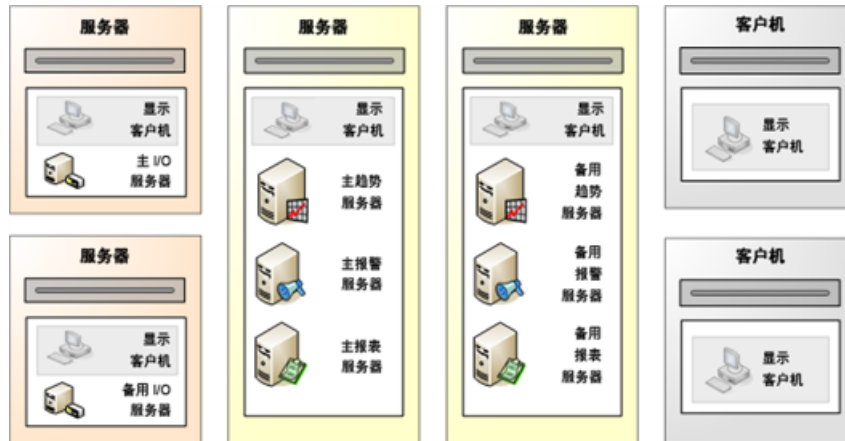 服务器
显示
客户机
主 I/O
服务器
服务器
显示
客户机
备用 I/O
服务器
服务器
显示
客户机
主趋势
服务器
主报警
服务器
主报表
服务器
服务器
显示
客户机
备用
趋势
服务器
备用
报警
服务器
备用
报表
服务器
客户机
显示
客户机
客户机
显示
客户机